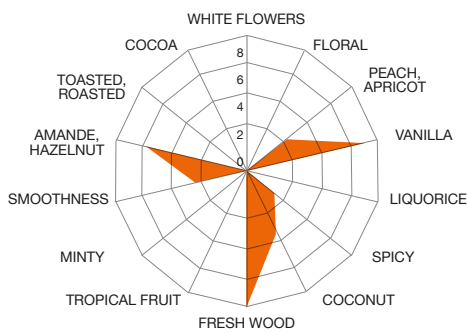 WHITE FLOWERS
COCOA
FLORAL
TOASTED,
ROASTED
PEACH,
APRICOT
AMANDE,
HAZELNUT
VANILLA
8
6
4
2
0
SMOOTHNESS
LIQUORICE
MINTY
SPICY
TROPICAL FRUIT
COCONUT
FRESH WOOD